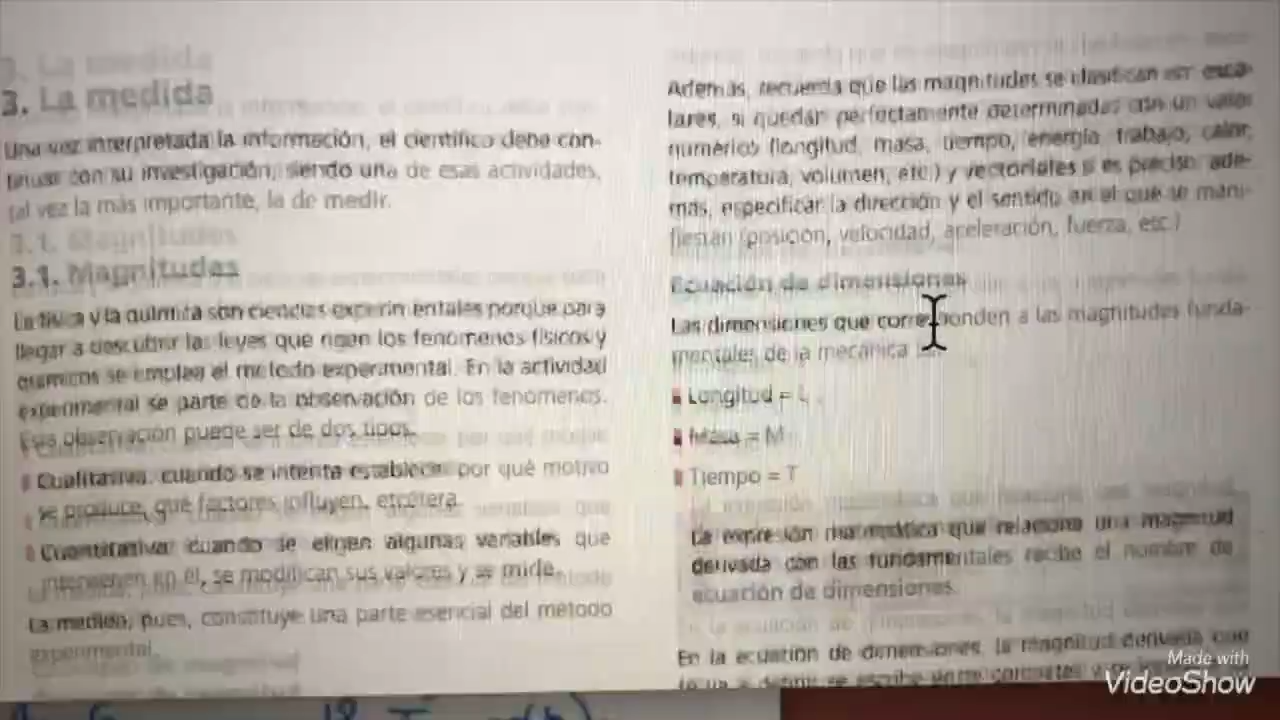 3. La medida
Una vez interpretada la información, el científico debe con-
tinuar con su investigación, siendo una de esas actividades,
tal vez la más importante, la de medir.
3.1. Magnitudes
La física y la química son ciencias experimentales porque para
llegar a descubrir las leyes que rigen los fenómenos físicos y
químicos se emplea el método experimental. En la actividad
experimental se parte de la observación de los fenómenos.
Esta observación puede ser de dos tipos.
Cualitativa: cuando se intenta establecer por qué motivo
se produce, qué factores influyen, etcétera.
Cuantitativa: cuando se eligen algunas variables que
intervienen en él, se modifican sus valores y se mide.
La medida, pues, constituye una parte esencial del método
experimental.
Además, recuerda que las magnitudes se clasifican en: esca-
lares, si quedan perfectamente determinadas con un valor
numérico (longitud, masa, tiempo, energía, trabajo, calor,
temperatura, volumen, etc.) y vectoriales si es preciso, ade-
más, especificar la dirección y el sentido en el que se mani-
fiestan (posición, velocidad, aceleración, fuerza, etc.)
Ecuación de dimensiones
Las dimensiones que corresponden a las magnitudes funda-
mentales de la mecánica
Longitud = L
Masa = M
Tiempo = T
La expresión matemática que relaciona una magnitud
derivada con las fundamentales recibe el nombre de
ecuación de dimensiones.
En la ecuación de dimensiones, la magnitud derivada que
se va a definir se escribe entre corchetes y
Made with
VideoShow